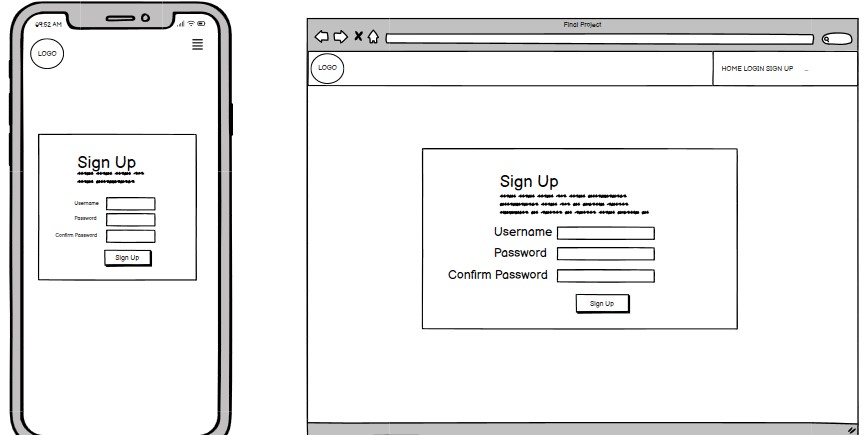 09:52 AM
LOGO
Sign Up
Username
Password
Confirm Password
Sign Up
Final Project
LOGO
HOME LOGIN SIGN UP ...
Sign Up
Username
Password
Confirm Password
Sign Up